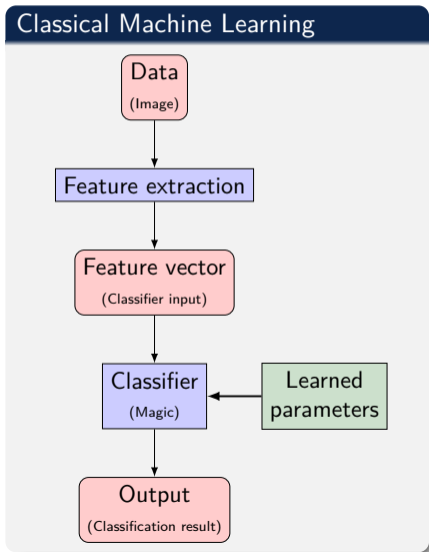 Classical Machine Learning
Data
(Image)
Feature extraction
Feature vector
(Classifier input)
Classifier
(Magic)
Learned
parameters
Output
(Classification result)